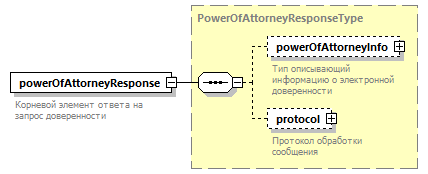 PowerOfAttorneyResponseType
powerOfAttorneyInfo
Тип описывающий
информацию о электронной
доверенности
powerOfAttorneyResponse
Корневой элемент ответа на
запрос доверенности
protocol
Протокол обработки
сообщения